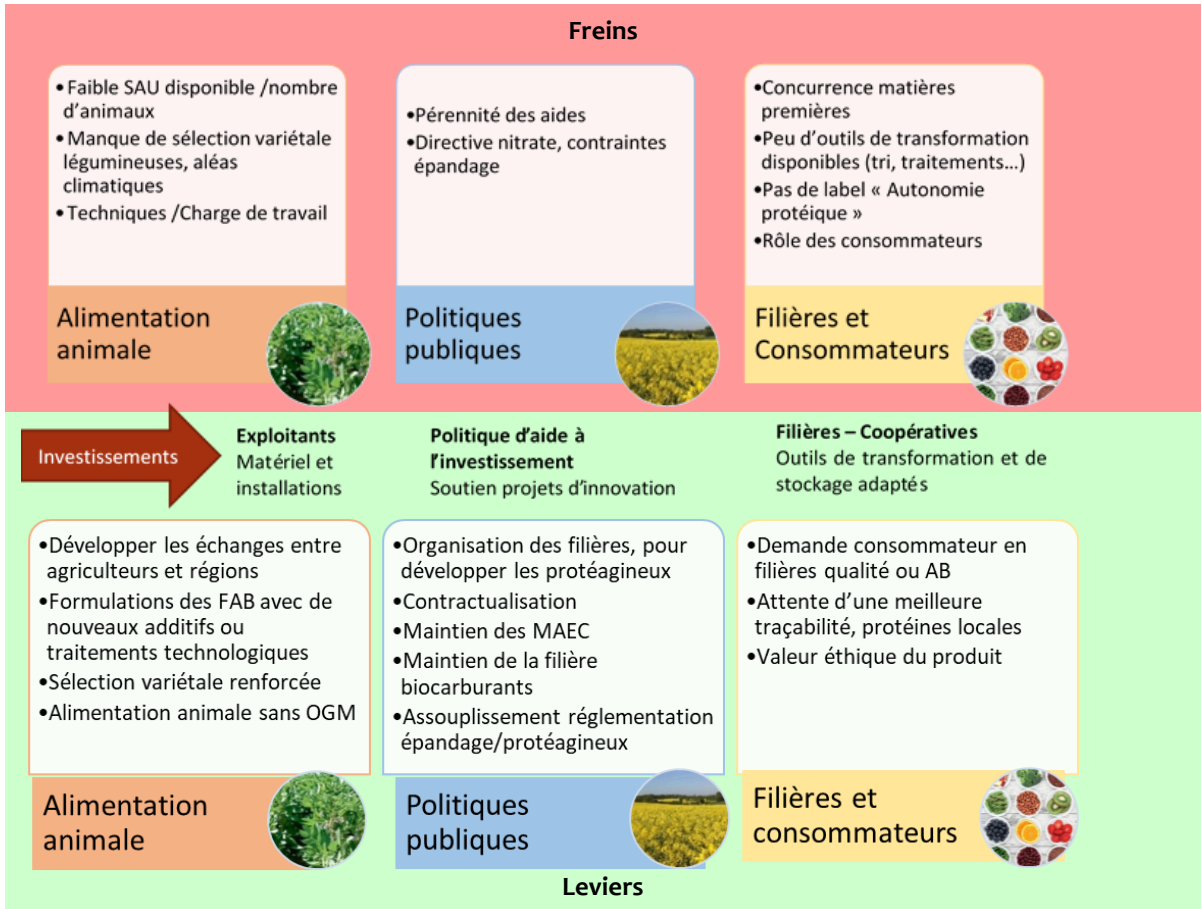 Freins
•Faible SAU disponible /nombre
d'animaux
•Manque de sélection variétale
légumineuses, aléas
climatiques
•Techniques /Charge de travail
Alimentation
animale
•Pérennité des aides
•Directive nitrate, contraintes
épandage
Politiques
publiques
•Concurrence matières
premières
•Peu d'outils de transformation
disponibles (tri, traitements…)
•Pas de label « Autonomie
protéique »
•Rôle des consommateurs
Filières et
Consommateurs
Investissements
Exploitants
Matériel et
installations
Politique d'aide à
l'investissement
Soutien projets d'innovation
Filières – Coopératives
Outils de transformation et de
stockage adaptés
•Développer les échanges entre
agriculteurs et régions
•Formulations des FAB avec de
nouveaux additifs ou
traitements technologiques
•Sélection variétale renforcée
•Alimentation animale sans OGM
Alimentation
animale
•Organisation des filières, pour
développer les protéagineux
•Contractualisation
•Maintien des MAEC
•Maintien de la filière
biocarburants
•Assouplissement réglementation
épandage/protéagineux
Politiques
publiques
•Demande consommateur en
filières qualité ou AB
•Attente d'une meilleure
traçabilité, protéines locales
•Valeur éthique du produit
Filières et
consommateurs
Leviers